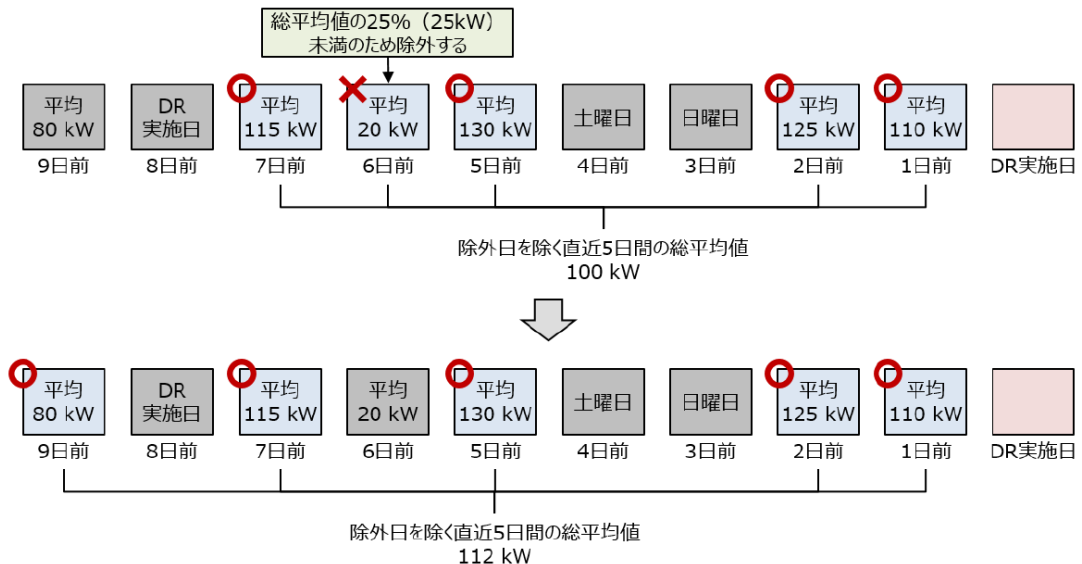 総平均値の25%（25kW）
未満のため除外する
平均
80 kW
DR
実施日
平均
115 kW
平均
20 kW
平均
130 kW
土曜日
日曜日
平均
125 kW
平均
110 kW
9日前
8日前
7日前
6日前
5日前
4日前
3日前
2日前
1日前
DR実施日
除外日を除く直近5日間の総平均値
100 kW
平均
80 kW
DR
実施日
平均
115 kW
平均
20 kW
平均
130 kW
土曜日
日曜日
平均
125 kW
平均
110 kW
9日前
8日前
7日前
6日前
5日前
4日前
3日前
2日前
1日前
DR実施日
除外日を除く直近5日間の総平均値
112 kW